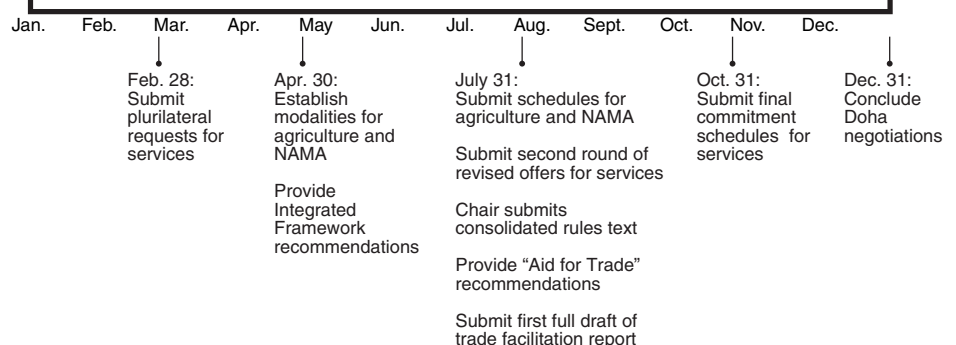 Jan. Feb. Mar. Apr. May Jun. Jul. Aug. Sept. Oct. Nov. Dec.
Feb. 28:
Submit
plurilateral
requests for
services
Apr. 30:
Establish
modalities for
agriculture and
NAMA
Provide
Integrated
Framework
recommendations
July 31:
Submit schedules for
agriculture and NAMA
Submit second round of
revised offers for services
Chair submits
consolidated rules text
Provide “Aid for Trade”
recommendations
Submit first full draft of
trade facilitation report
Oct. 31:
Submit final
commitment
schedules for
services
Dec. 31:
Conclude
Doha
negotiations